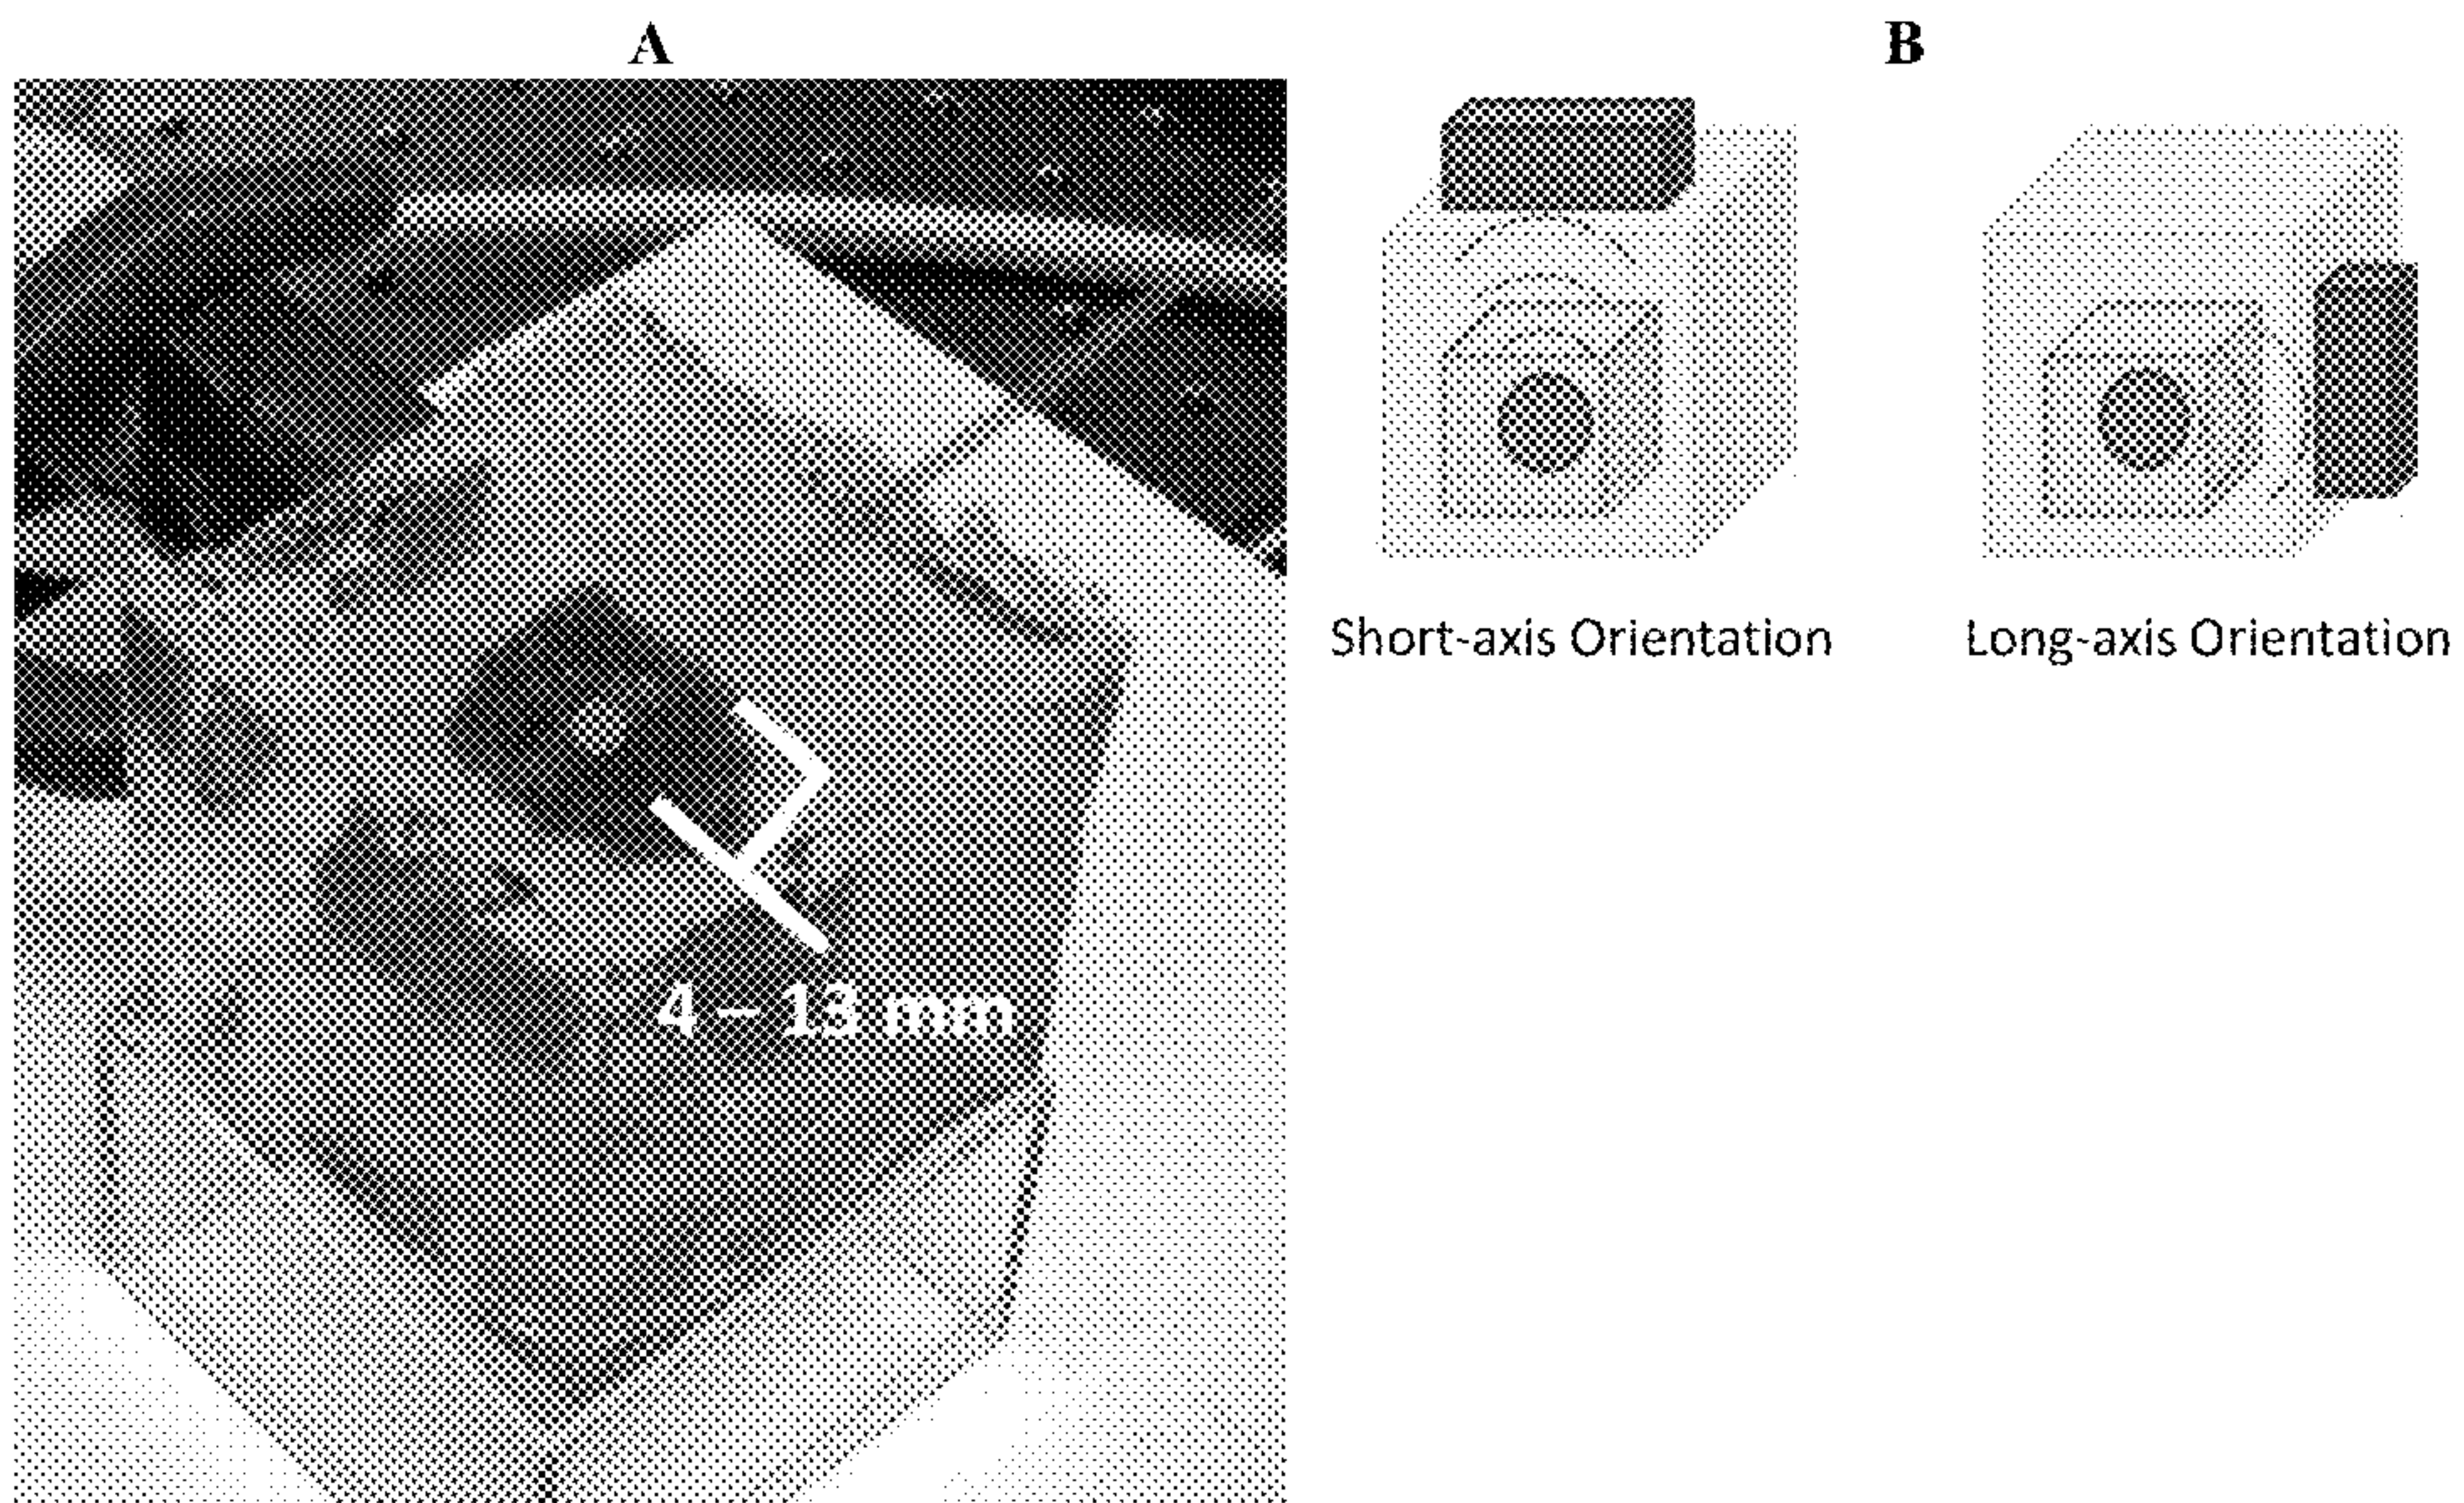 A
B
4 – 13 mm
Short-axis Orientation
Long-axis Orientation